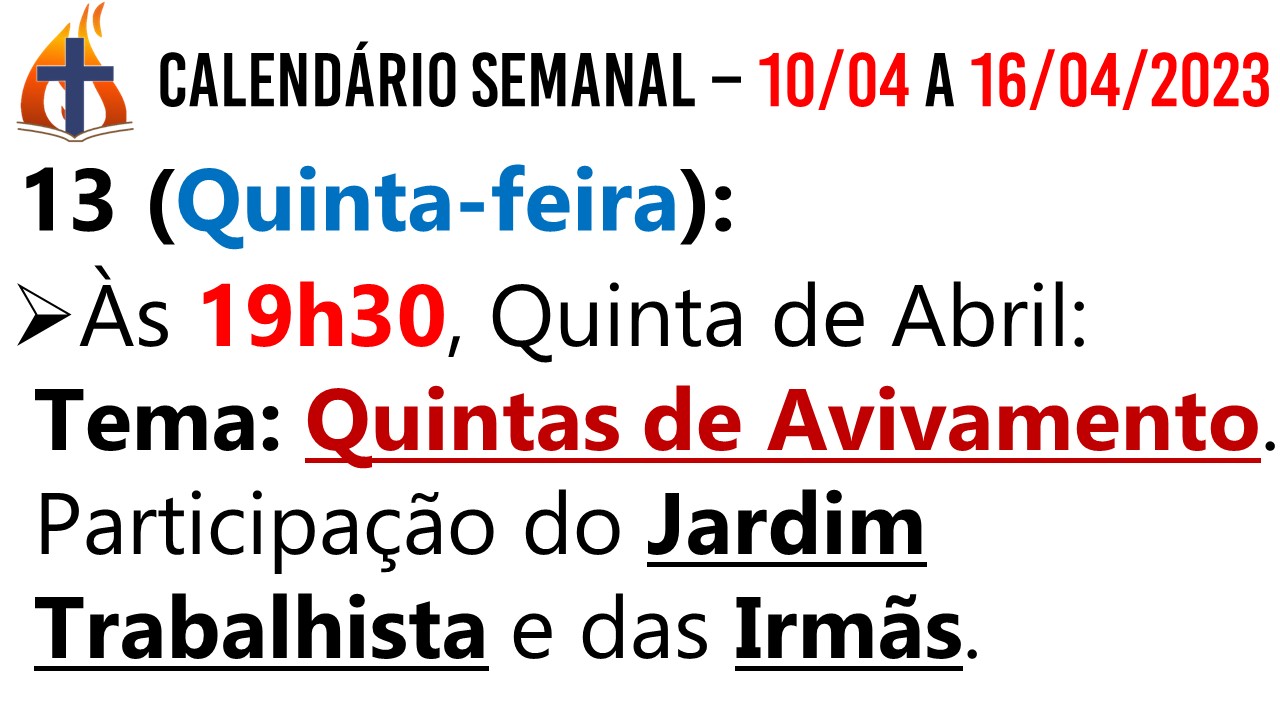 CALENDÁRIO SEMANAL – 10/04 A 16/04/2023
13 (Quinta-feira):
➢Às 19h30, Quinta de Abril:
Tema: Quintas de Avivamento.
Participação do Jardim
Trabalhista e das Irmãs.